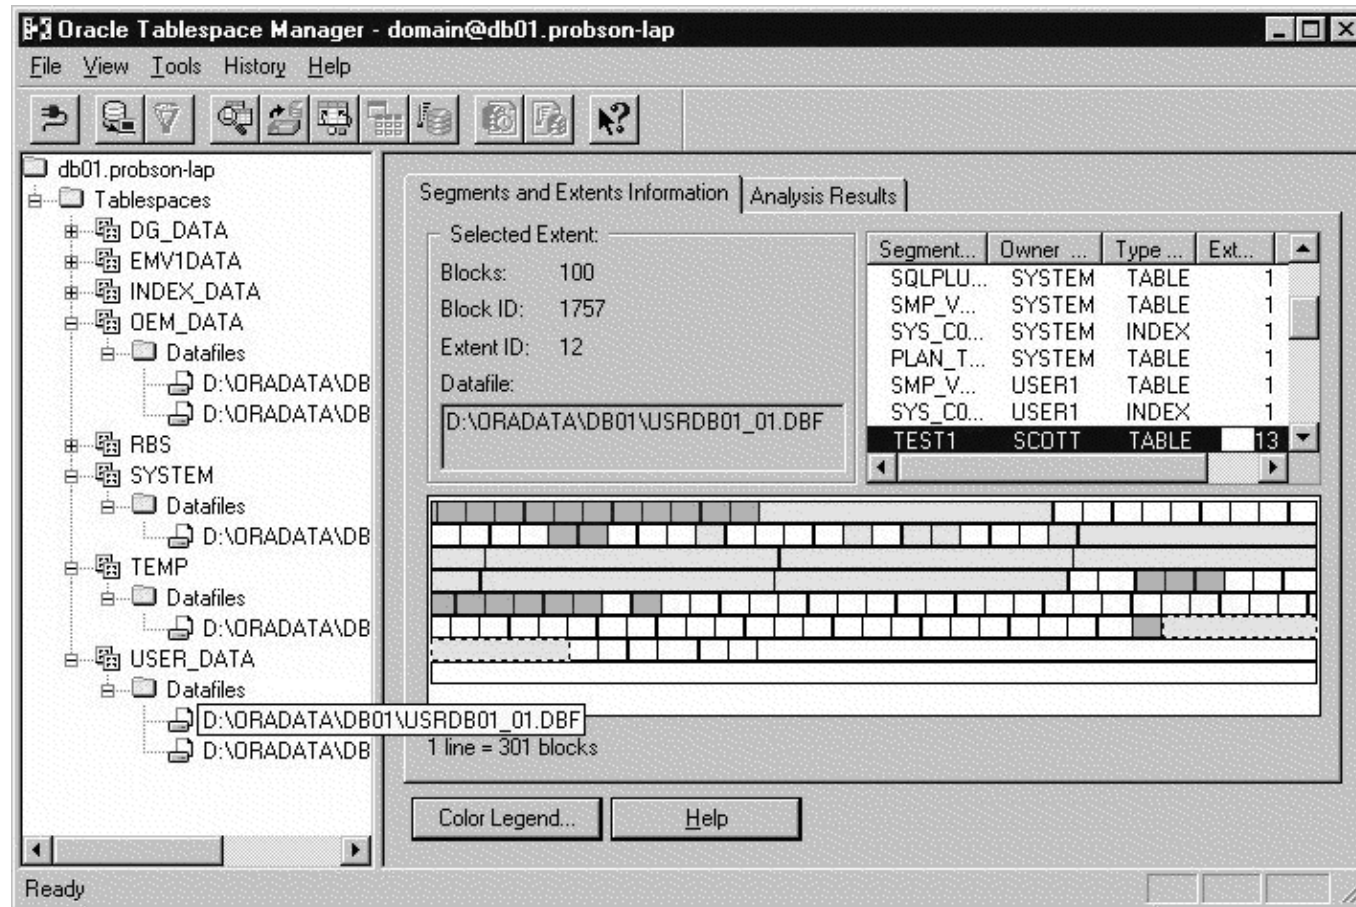 Oracle Tablespace Manager - domain@db01.probson-lap
File View Tools History Help
db01.probson-lap
Tablespaces
DG_DATA
EMV1DATA
INDEX_DATA
OEM_DATA
Datafiles
D:\ORADATA\DB
D:\ORADATA\DB
RBS
SYSTEM
Datafiles
D:\ORADATA\DB
TEMP
Datafiles
D:\ORADATA\DB
USER_DATA
Datafiles
D:\ORADATA\DB01\USRDB01_01.DBF
D:\ORADATA\DB
Segments and Extents Information Analysis Results
Selected Extent:
Blocks: 100
Block ID: 1757
Extent ID: 12
Datafile:
D:\ORADATA\DB01\USRDB01_01.DBF
Segment... Owner ... Type ... Ext...
SQLPLU... SYSTEM TABLE 1
SMP_V... SYSTEM TABLE 1
SYS_C0... SYSTEM INDEX 1
PLAN_T... SYSTEM TABLE 1
SMP_V... USER1 TABLE 1
SYS_C0... USER1 INDEX 1
TEST1 SCOTT TABLE 13
1 line = 301 blocks
Color Legend... Help
Ready